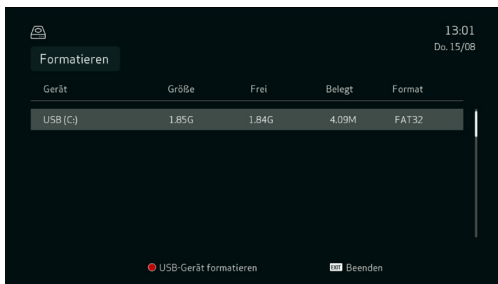 13:01
Do. 15/08
Formatieren
Gerät Größe Frei Belegt Format
USB (C:) 1.85G 1.84G 4.09M FAT32
USB-Gerät formatieren EXIT Beenden